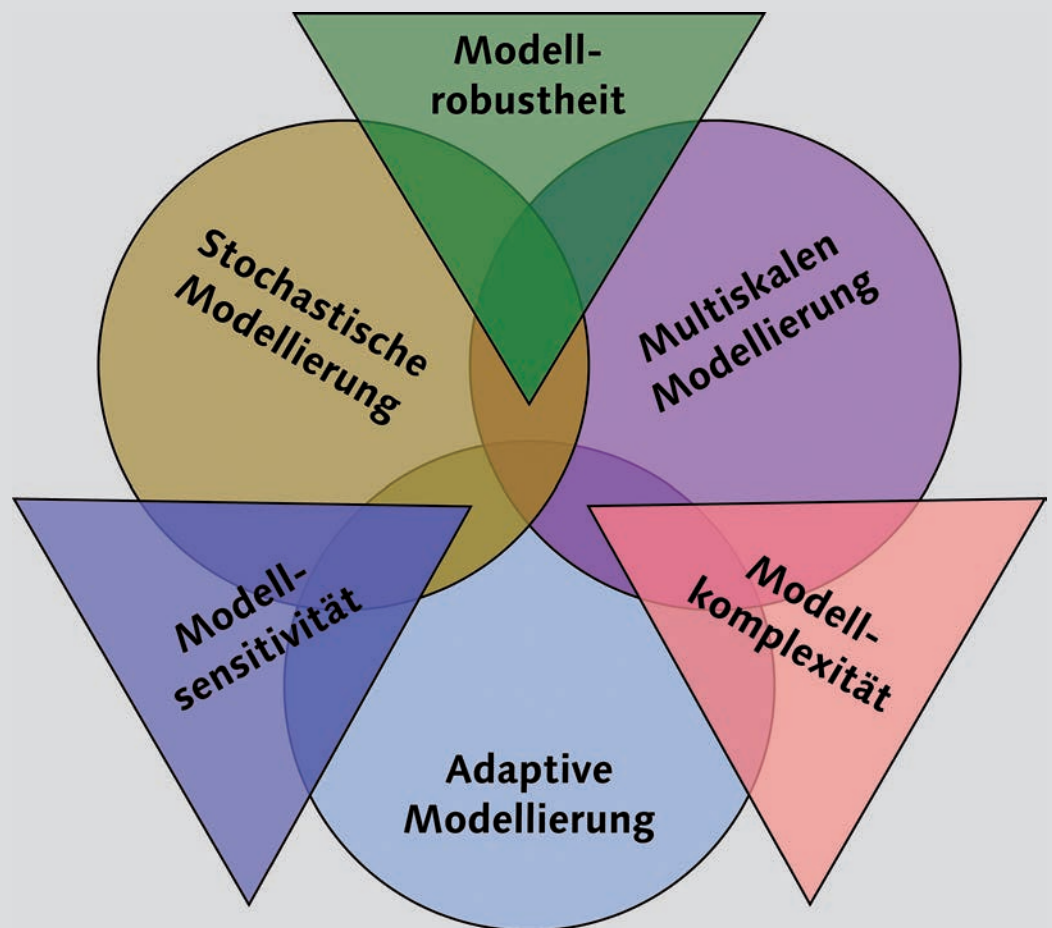 Modell-
robustheit
Stochastische
Modellierung
Multiskalen
Modellierung
Modell-
sensitivität
Modell-
komplexität
Adaptive
Modellierung